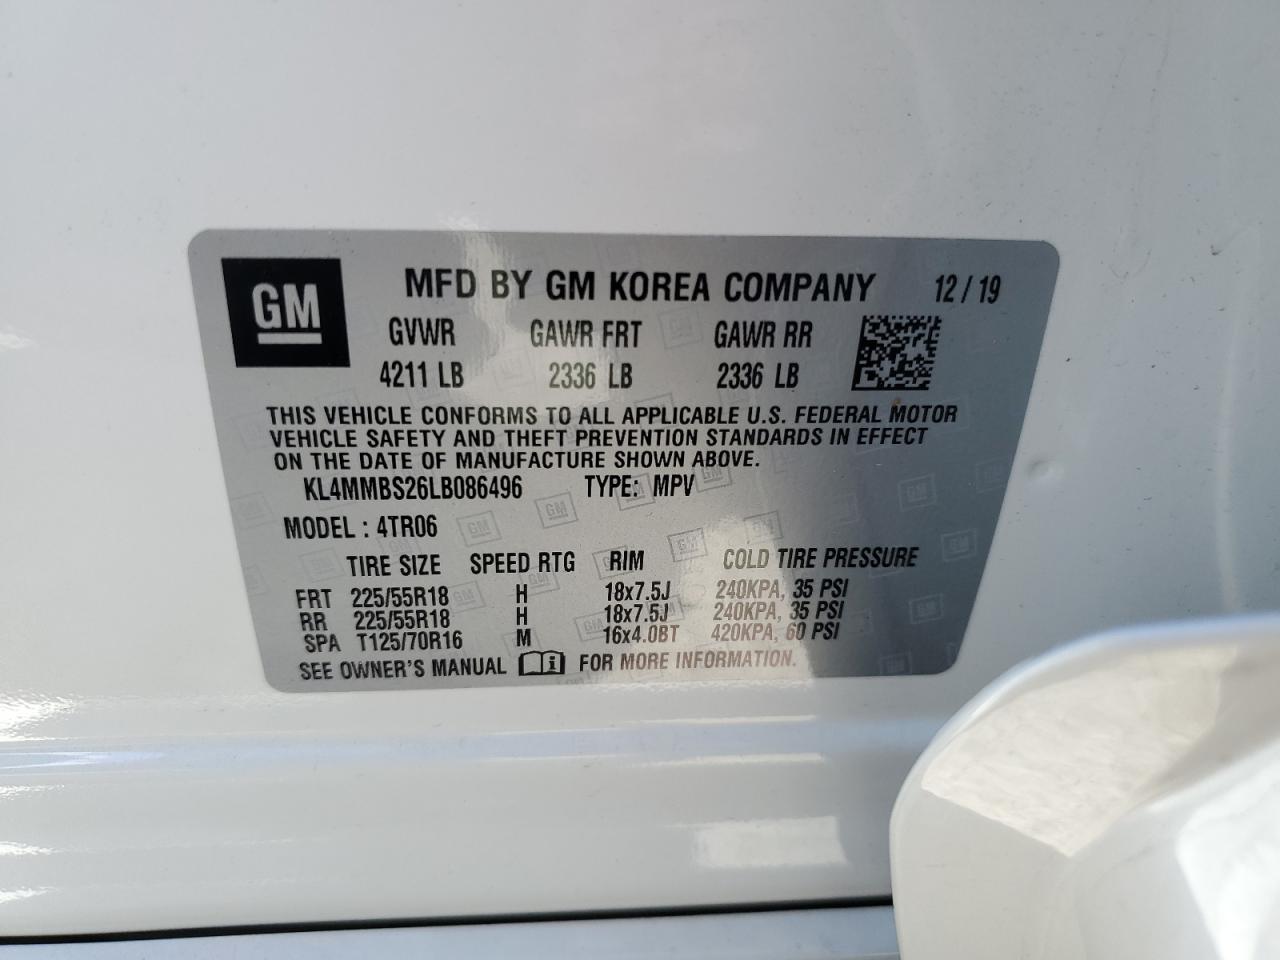 GM
MFD BY GM KOREA COMPANY 12/19
GVWR GAWR FRT GAWR RR
4211 LB 2336 LB 2336 LB
THIS VEHICLE CONFORMS TO ALL APPLICABLE U.S. FEDERAL MOTOR
VEHICLE SAFETY AND THEFT PREVENTION STANDARDS IN EFFECT
ON THE DATE OF MANUFACTURE SHOWN ABOVE.
KL4MMBS26LB086496 TYPE: MPV
MODEL : 4TR06
TIRE SIZE SPEED RTG RIM COLD TIRE PRESSURE
FRT 225/55R18 H 18x7.5J 240KPA, 35 PSI
RR 225/55R18 H 18x7.5J 240KPA, 35 PSI
SPA T125/70R16 M 16x4.0BT 420KPA, 60 PSI
SEE OWNER'S MANUAL i FOR MORE INFORMATION.